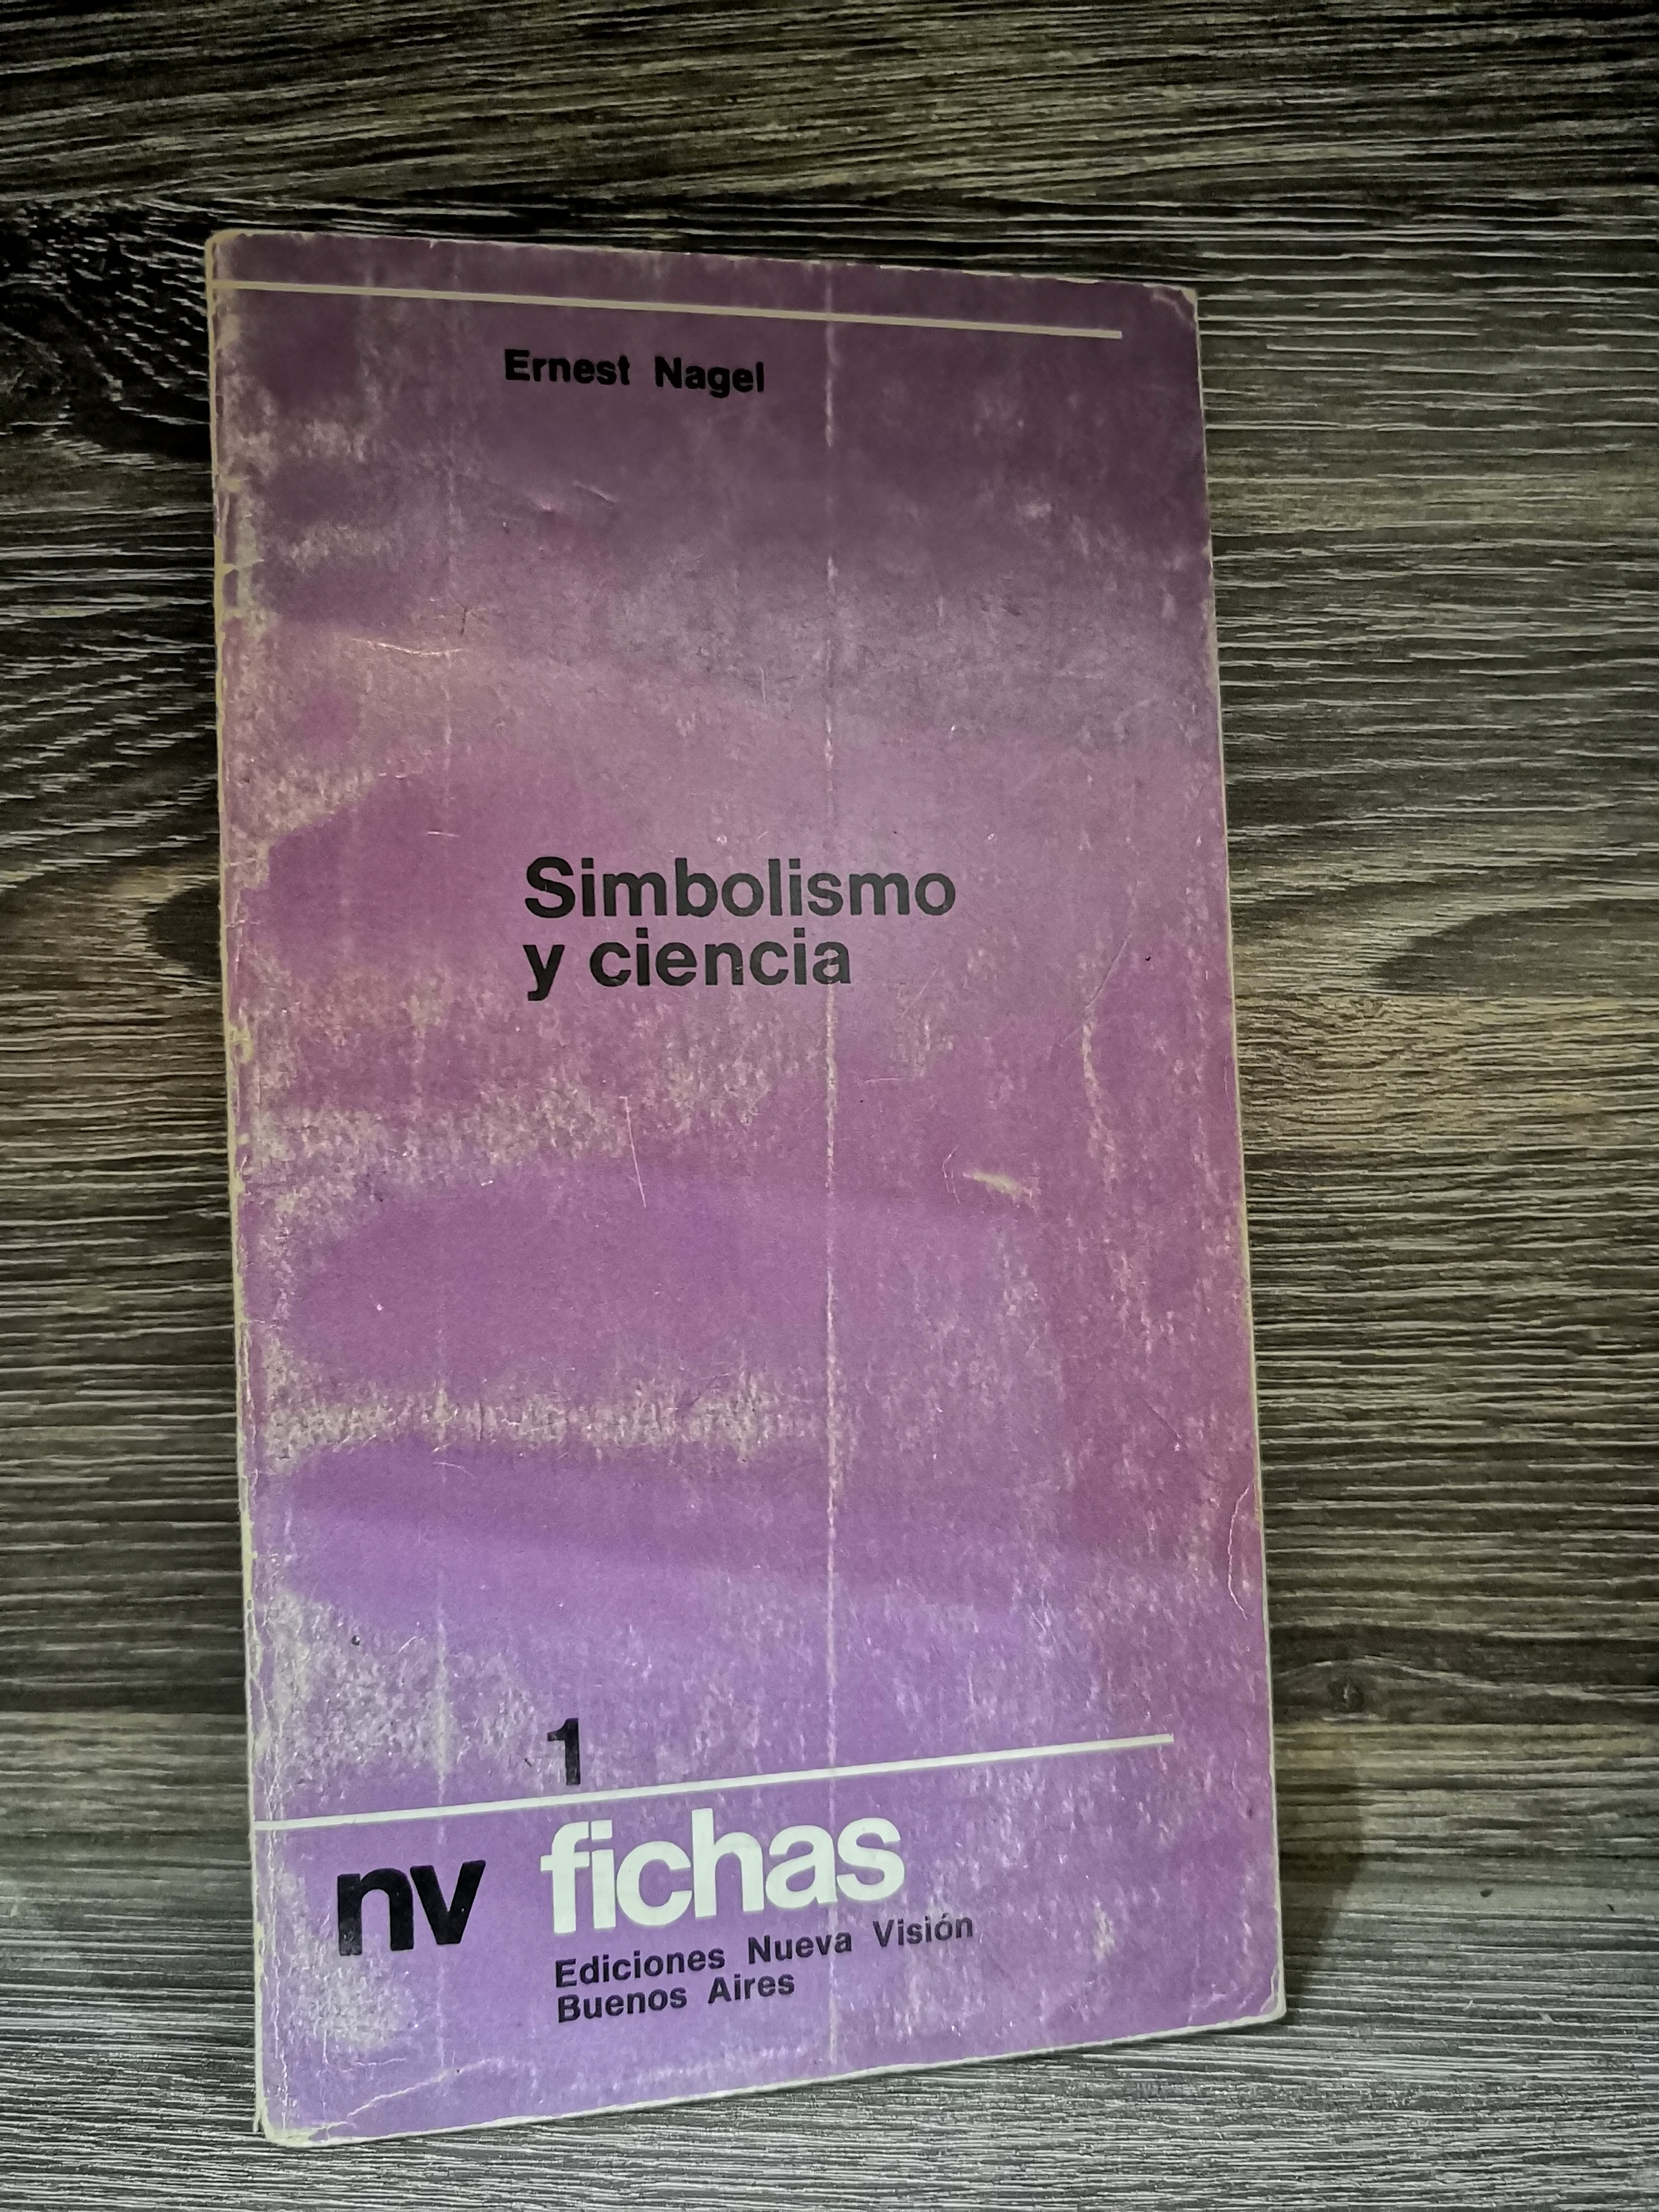 Ernest Nagel
Simbolismo
y ciencia
1
nv fichas
Ediciones Nueva Visión
Buenos Aires